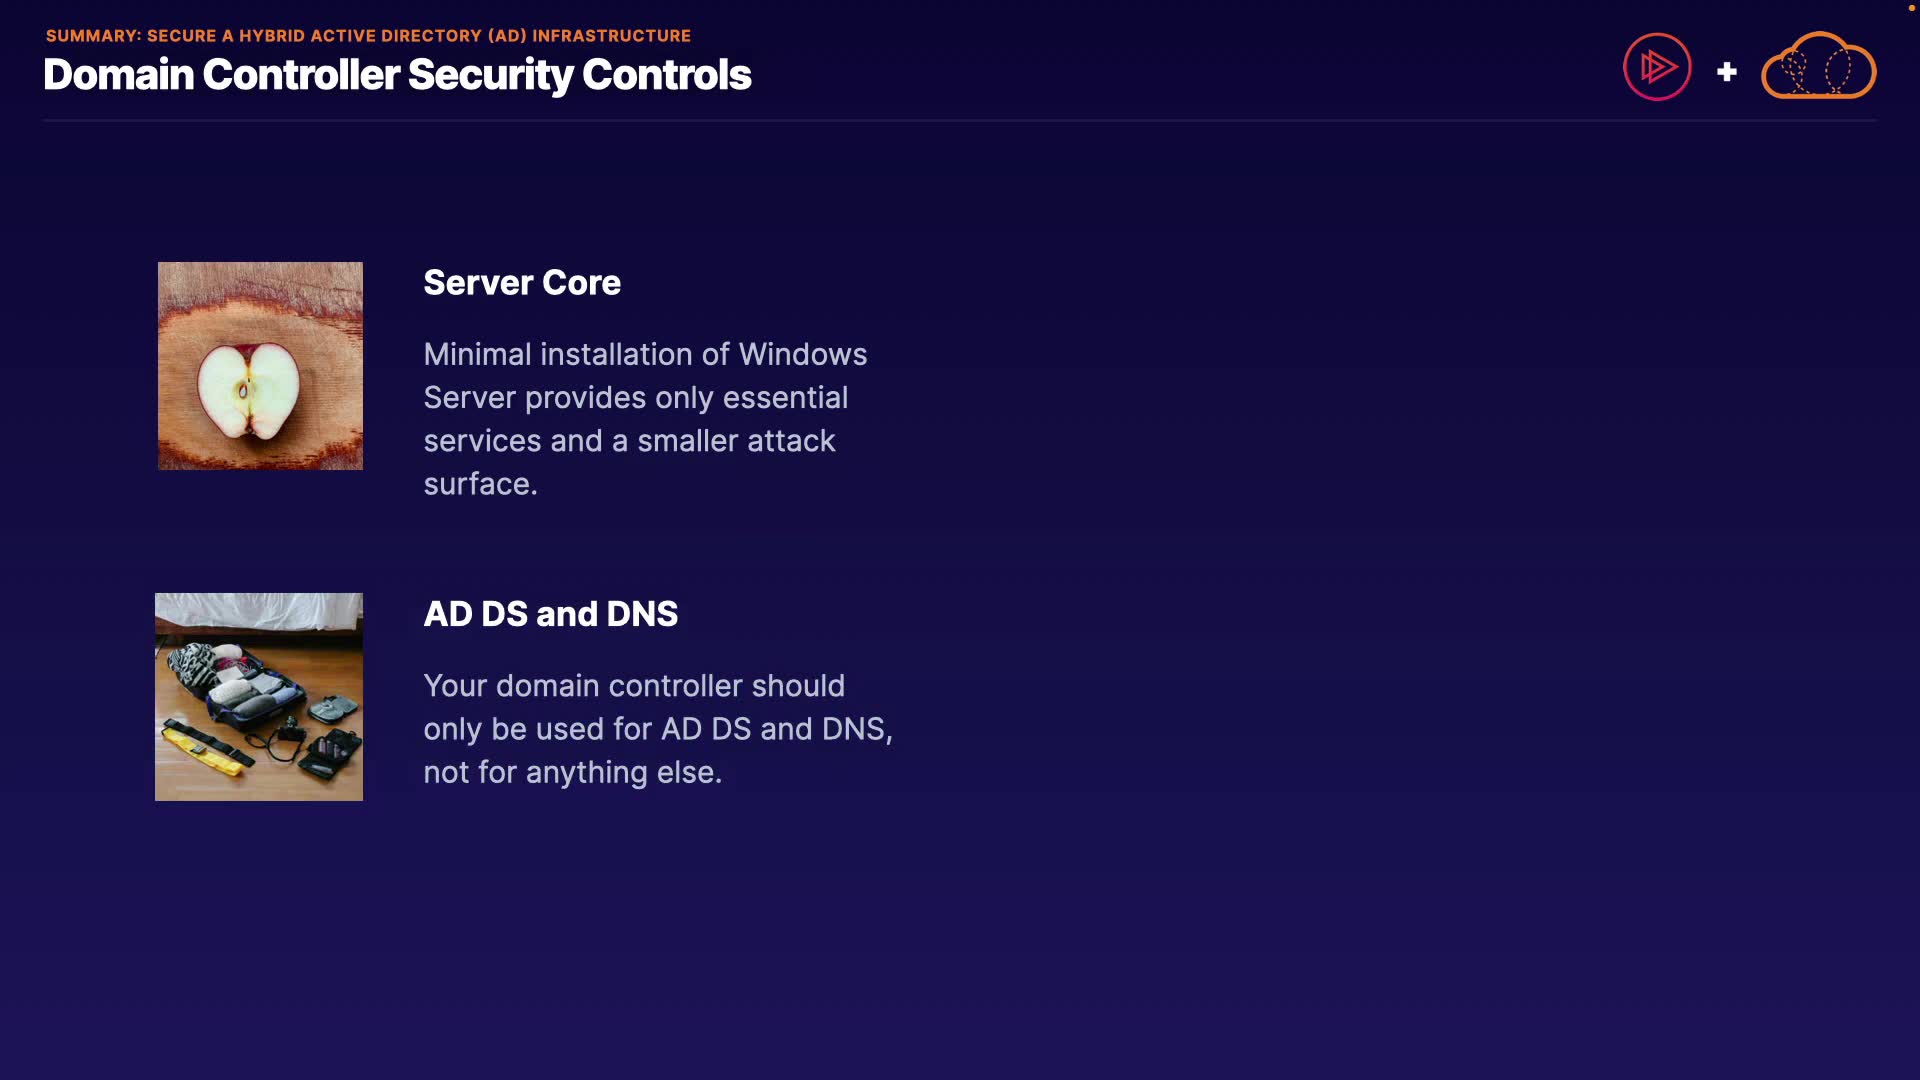 SUMMARY: SECURE A HYBRID ACTIVE DIRECTORY (AD) INFRASTRUCTURE
Domain Controller Security Controls
+
Server Core
Minimal installation of Windows
Server provides only essential
services and a smaller attack
surface.
AD DS and DNS
Your domain controller should
only be used for AD DS and DNS,
not for anything else.